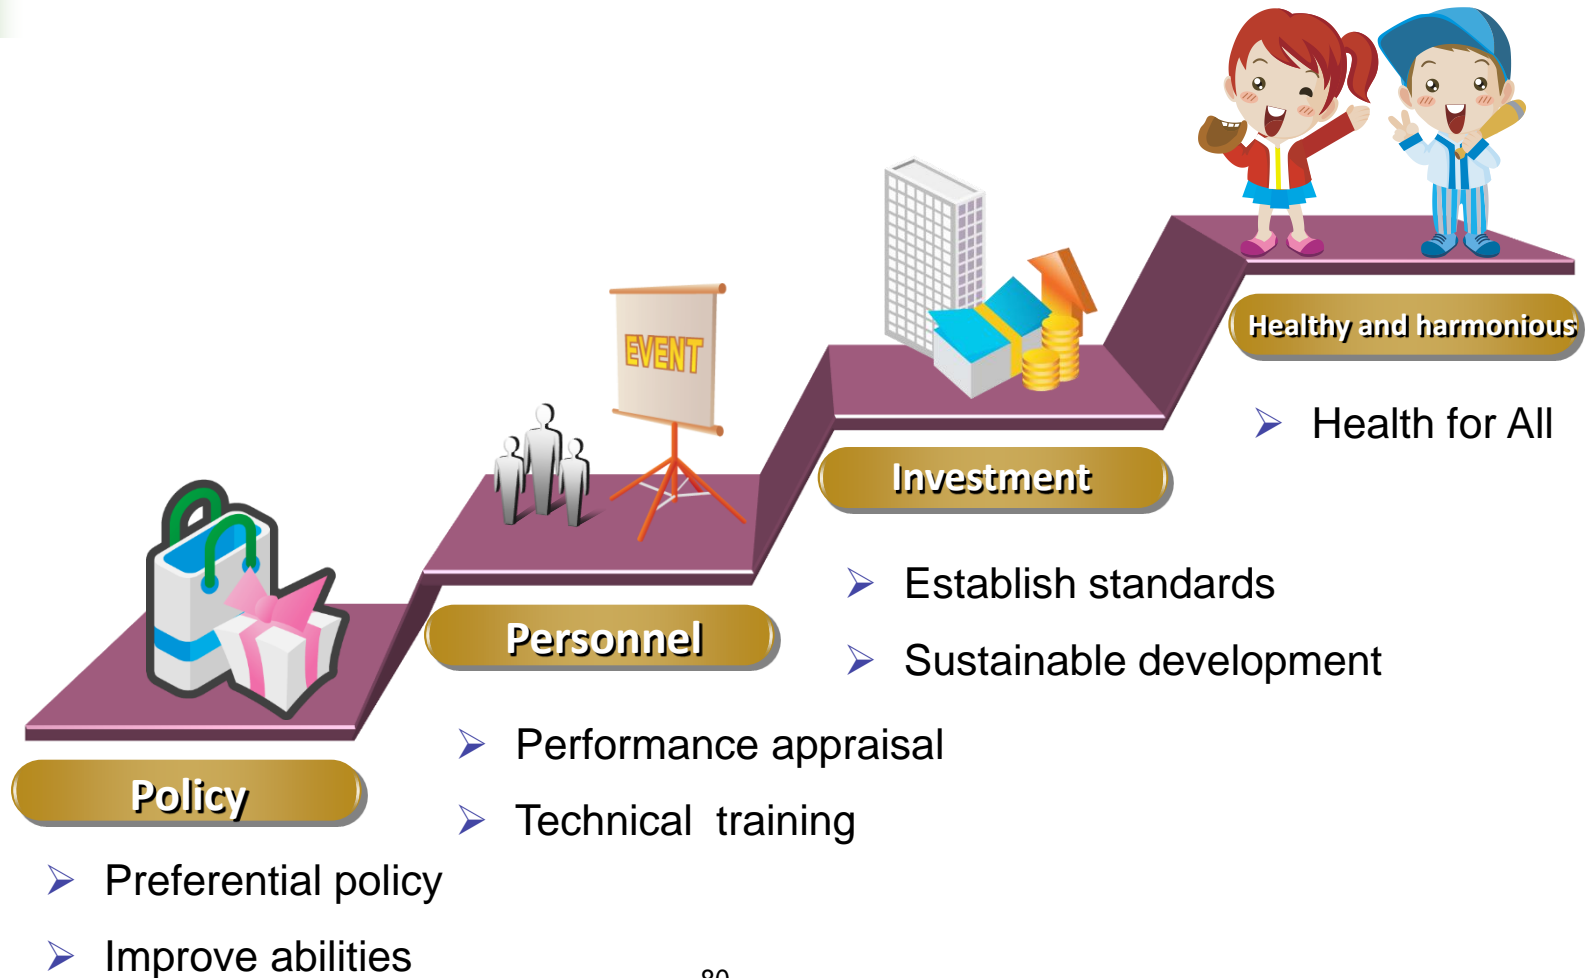 EVENT
Healthy and harmonious
➢ Health for All
Investment
➢ Establish standards
➢ Sustainable development
Personnel
➢ Performance appraisal
➢ Technical training
Policy
➢ Preferential policy
➢ Improve abilities
80